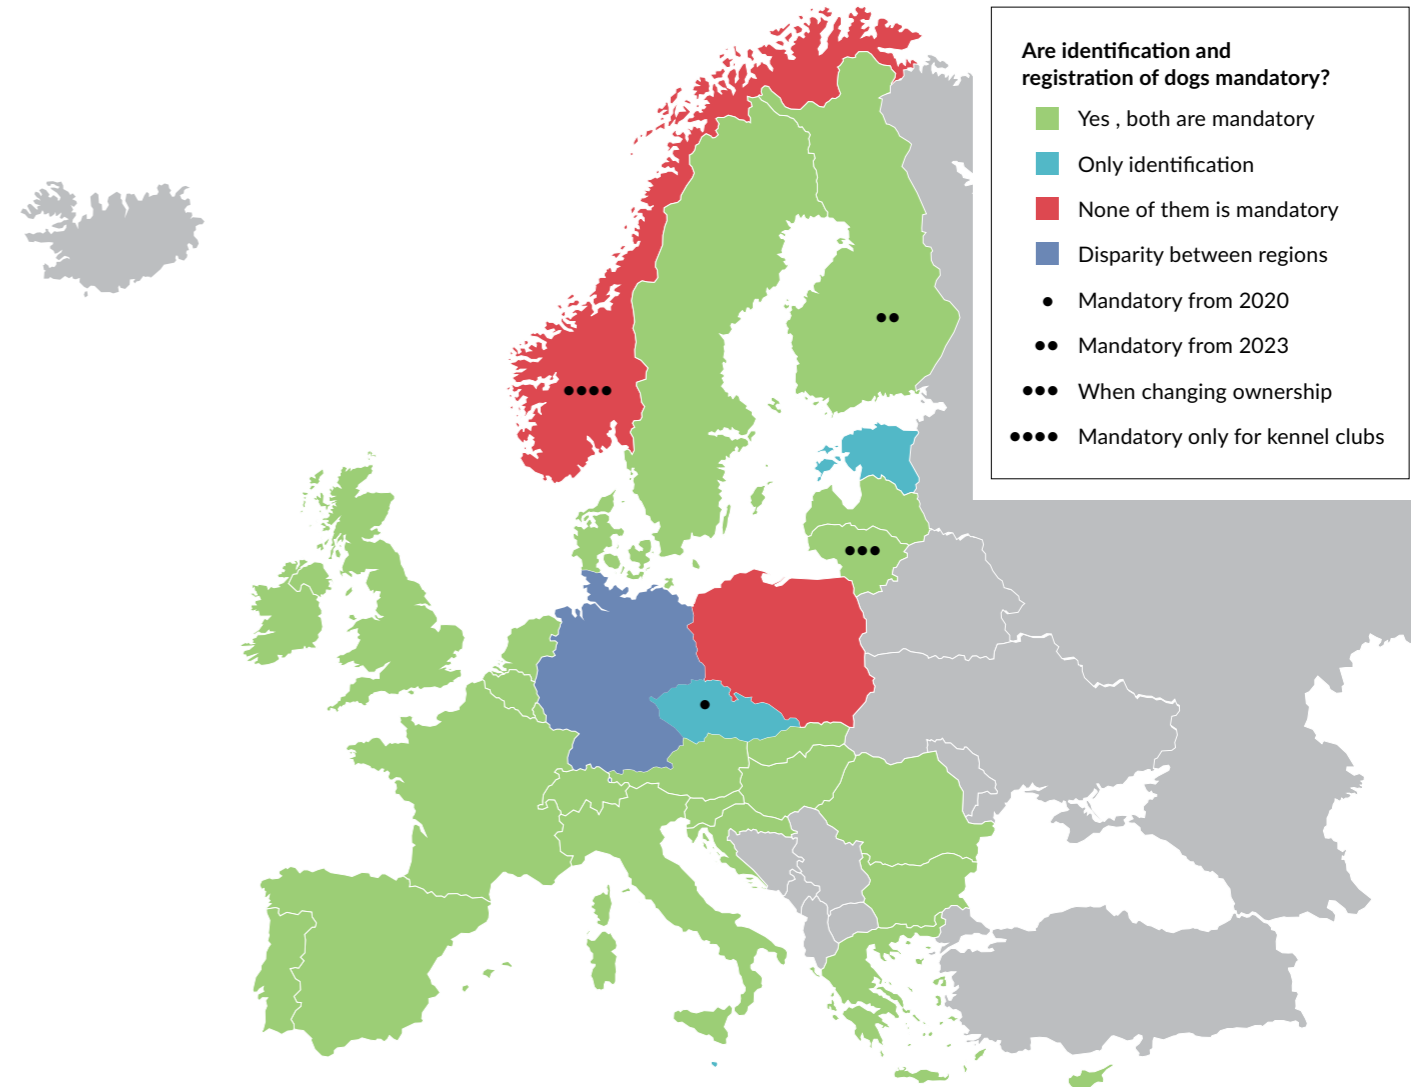 Are identification and
registration of dogs mandatory?
Yes , both are mandatory
Only identification
None of them is mandatory
Disparity between regions
Mandatory from 2020
Mandatory from 2023
When changing ownership
Mandatory only for kennel clubs